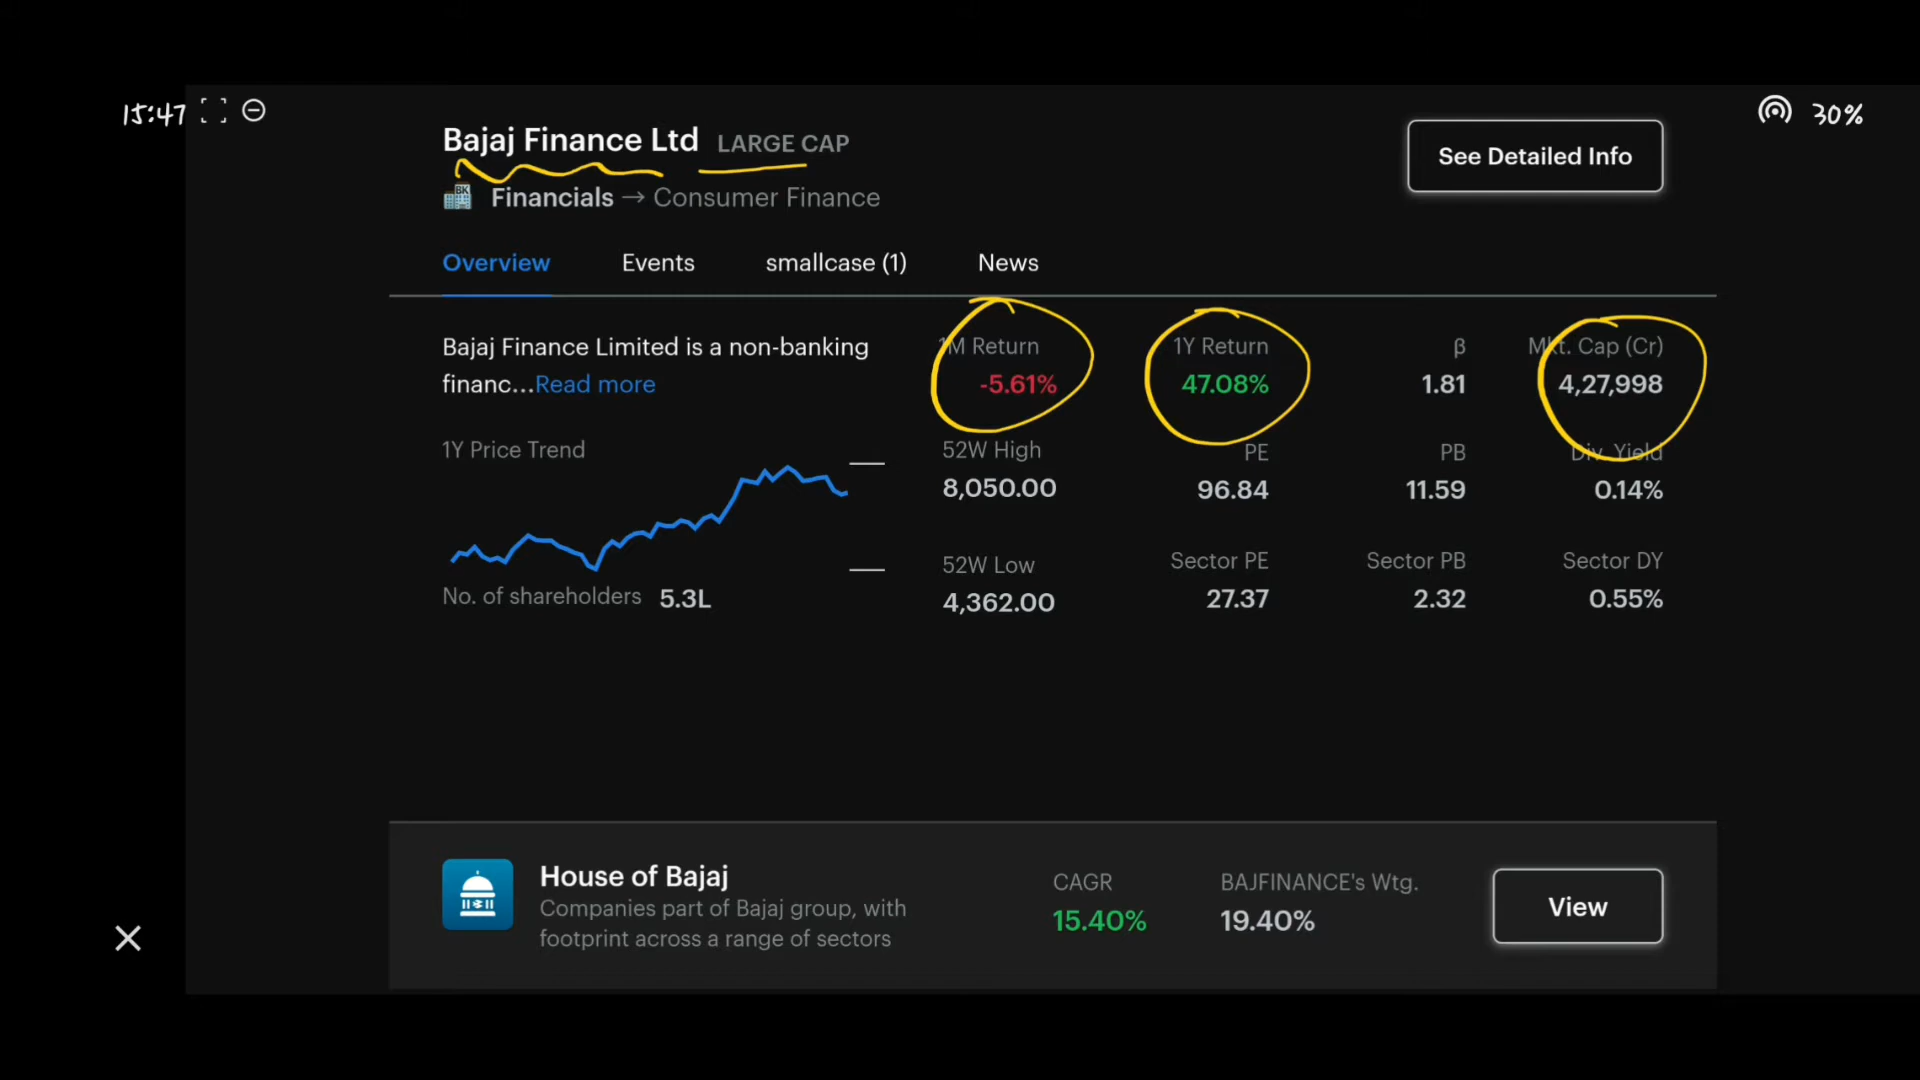 15:47
30%
Bajaj Finance Ltd LARGE CAP
See Detailed Info
BK
Financials → Consumer Finance
Overview Events smallcase (1) News
Bajaj Finance Limited is a non-banking
financ...Read more
1M Return 1Y Return β Mkt. Cap (Cr)
-5.61% 47.08% 1.81 4,27,998
1Y Price Trend
52W High PE PB Div. Yield
8,050.00 96.84 11.59 0.14%
52W Low Sector PE Sector PB Sector DY
4,362.00 27.37 2.32 0.55%
No. of shareholders 5.3L
House of Bajaj
Companies part of Bajaj group, with
footprint across a range of sectors
CAGR BAJFINANCE's Wtg.
15.40% 19.40%
View